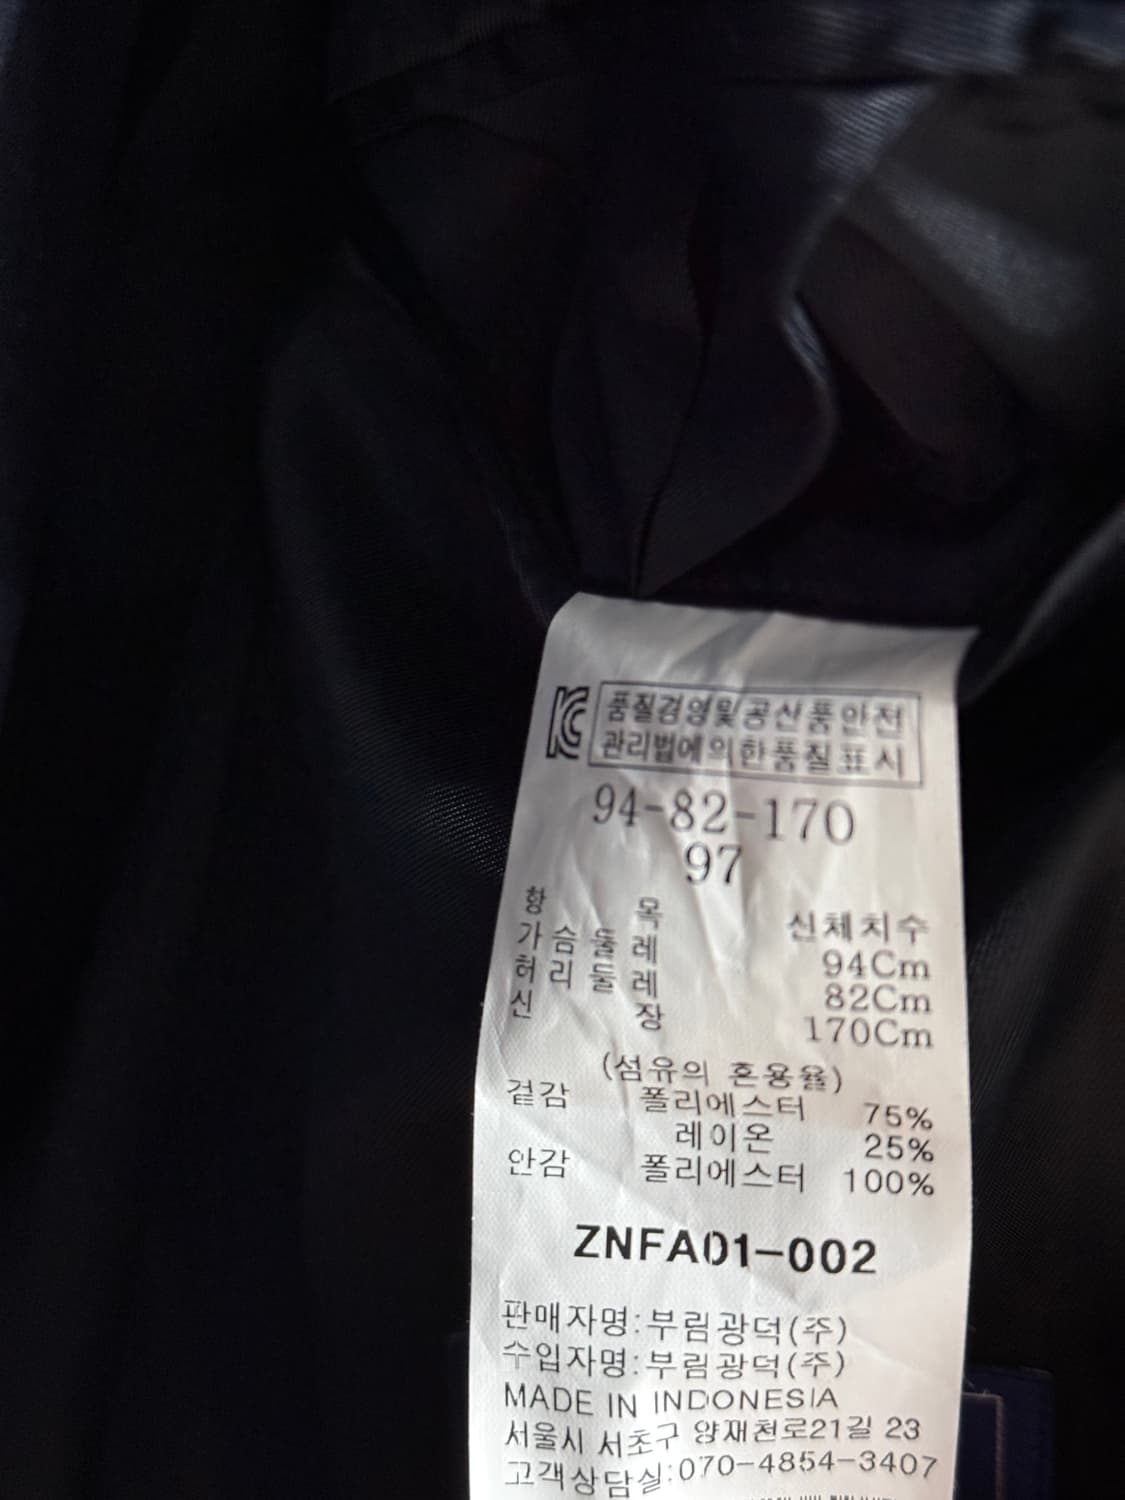 KC 품질경영및공산품안전
관리법에의한품질표시
94-82-170
97
항 목 신체치수
가슴둘레 94Cm
허리둘레 82Cm
신 장 170Cm
(섬유의 혼용율)
겉감 폴리에스터 75%
레이온 25%
안감 폴리에스터 100%
ZNFA01-002
판매자명:부림광덕(주)
수입자명:부림광덕(주)
MADE IN INDONESIA
서울시 서초구 양재천로21길 23
고객상담실:070-4854-3407